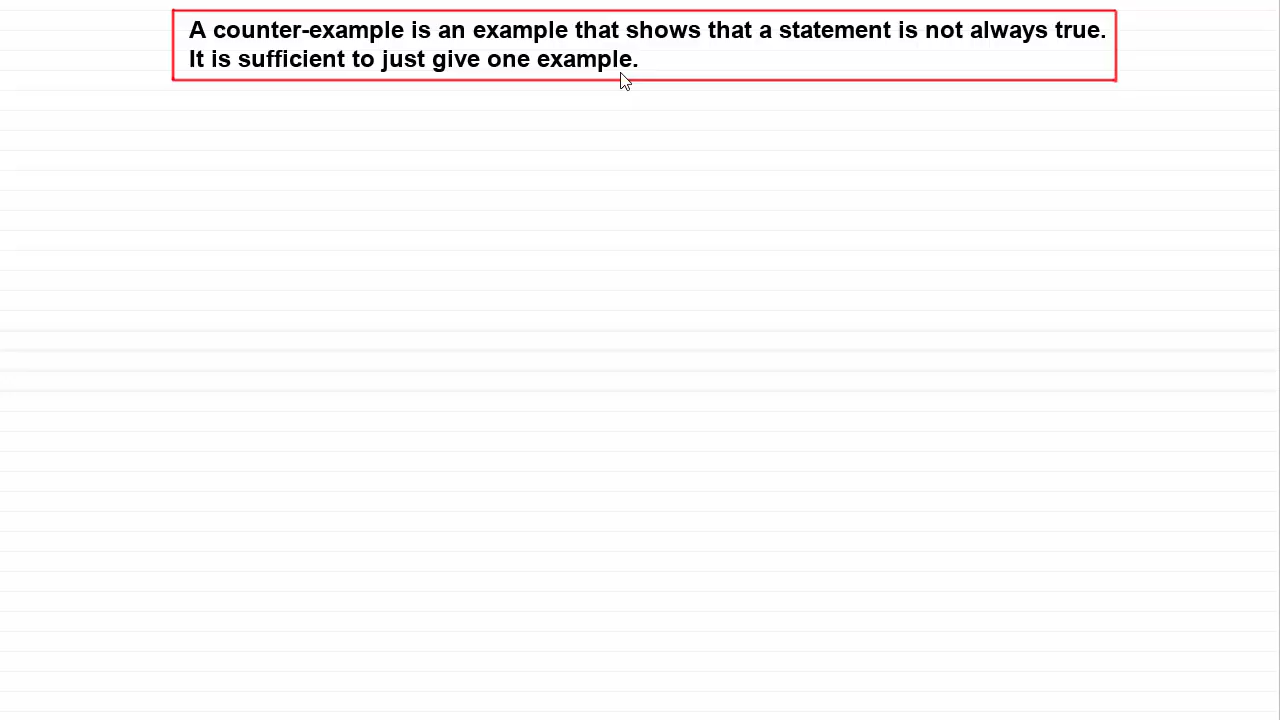 A counter-example is an example that shows that a statement is not always true.
It is sufficient to just give one example.